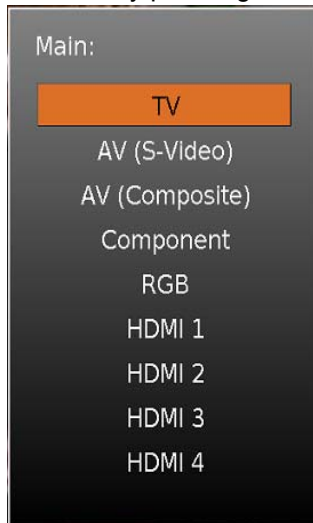 Main:
TV
AV (S-Video)
AV (Composite)
Component
RGB
HDMI 1
HDMI 2
HDMI 3
HDMI 4